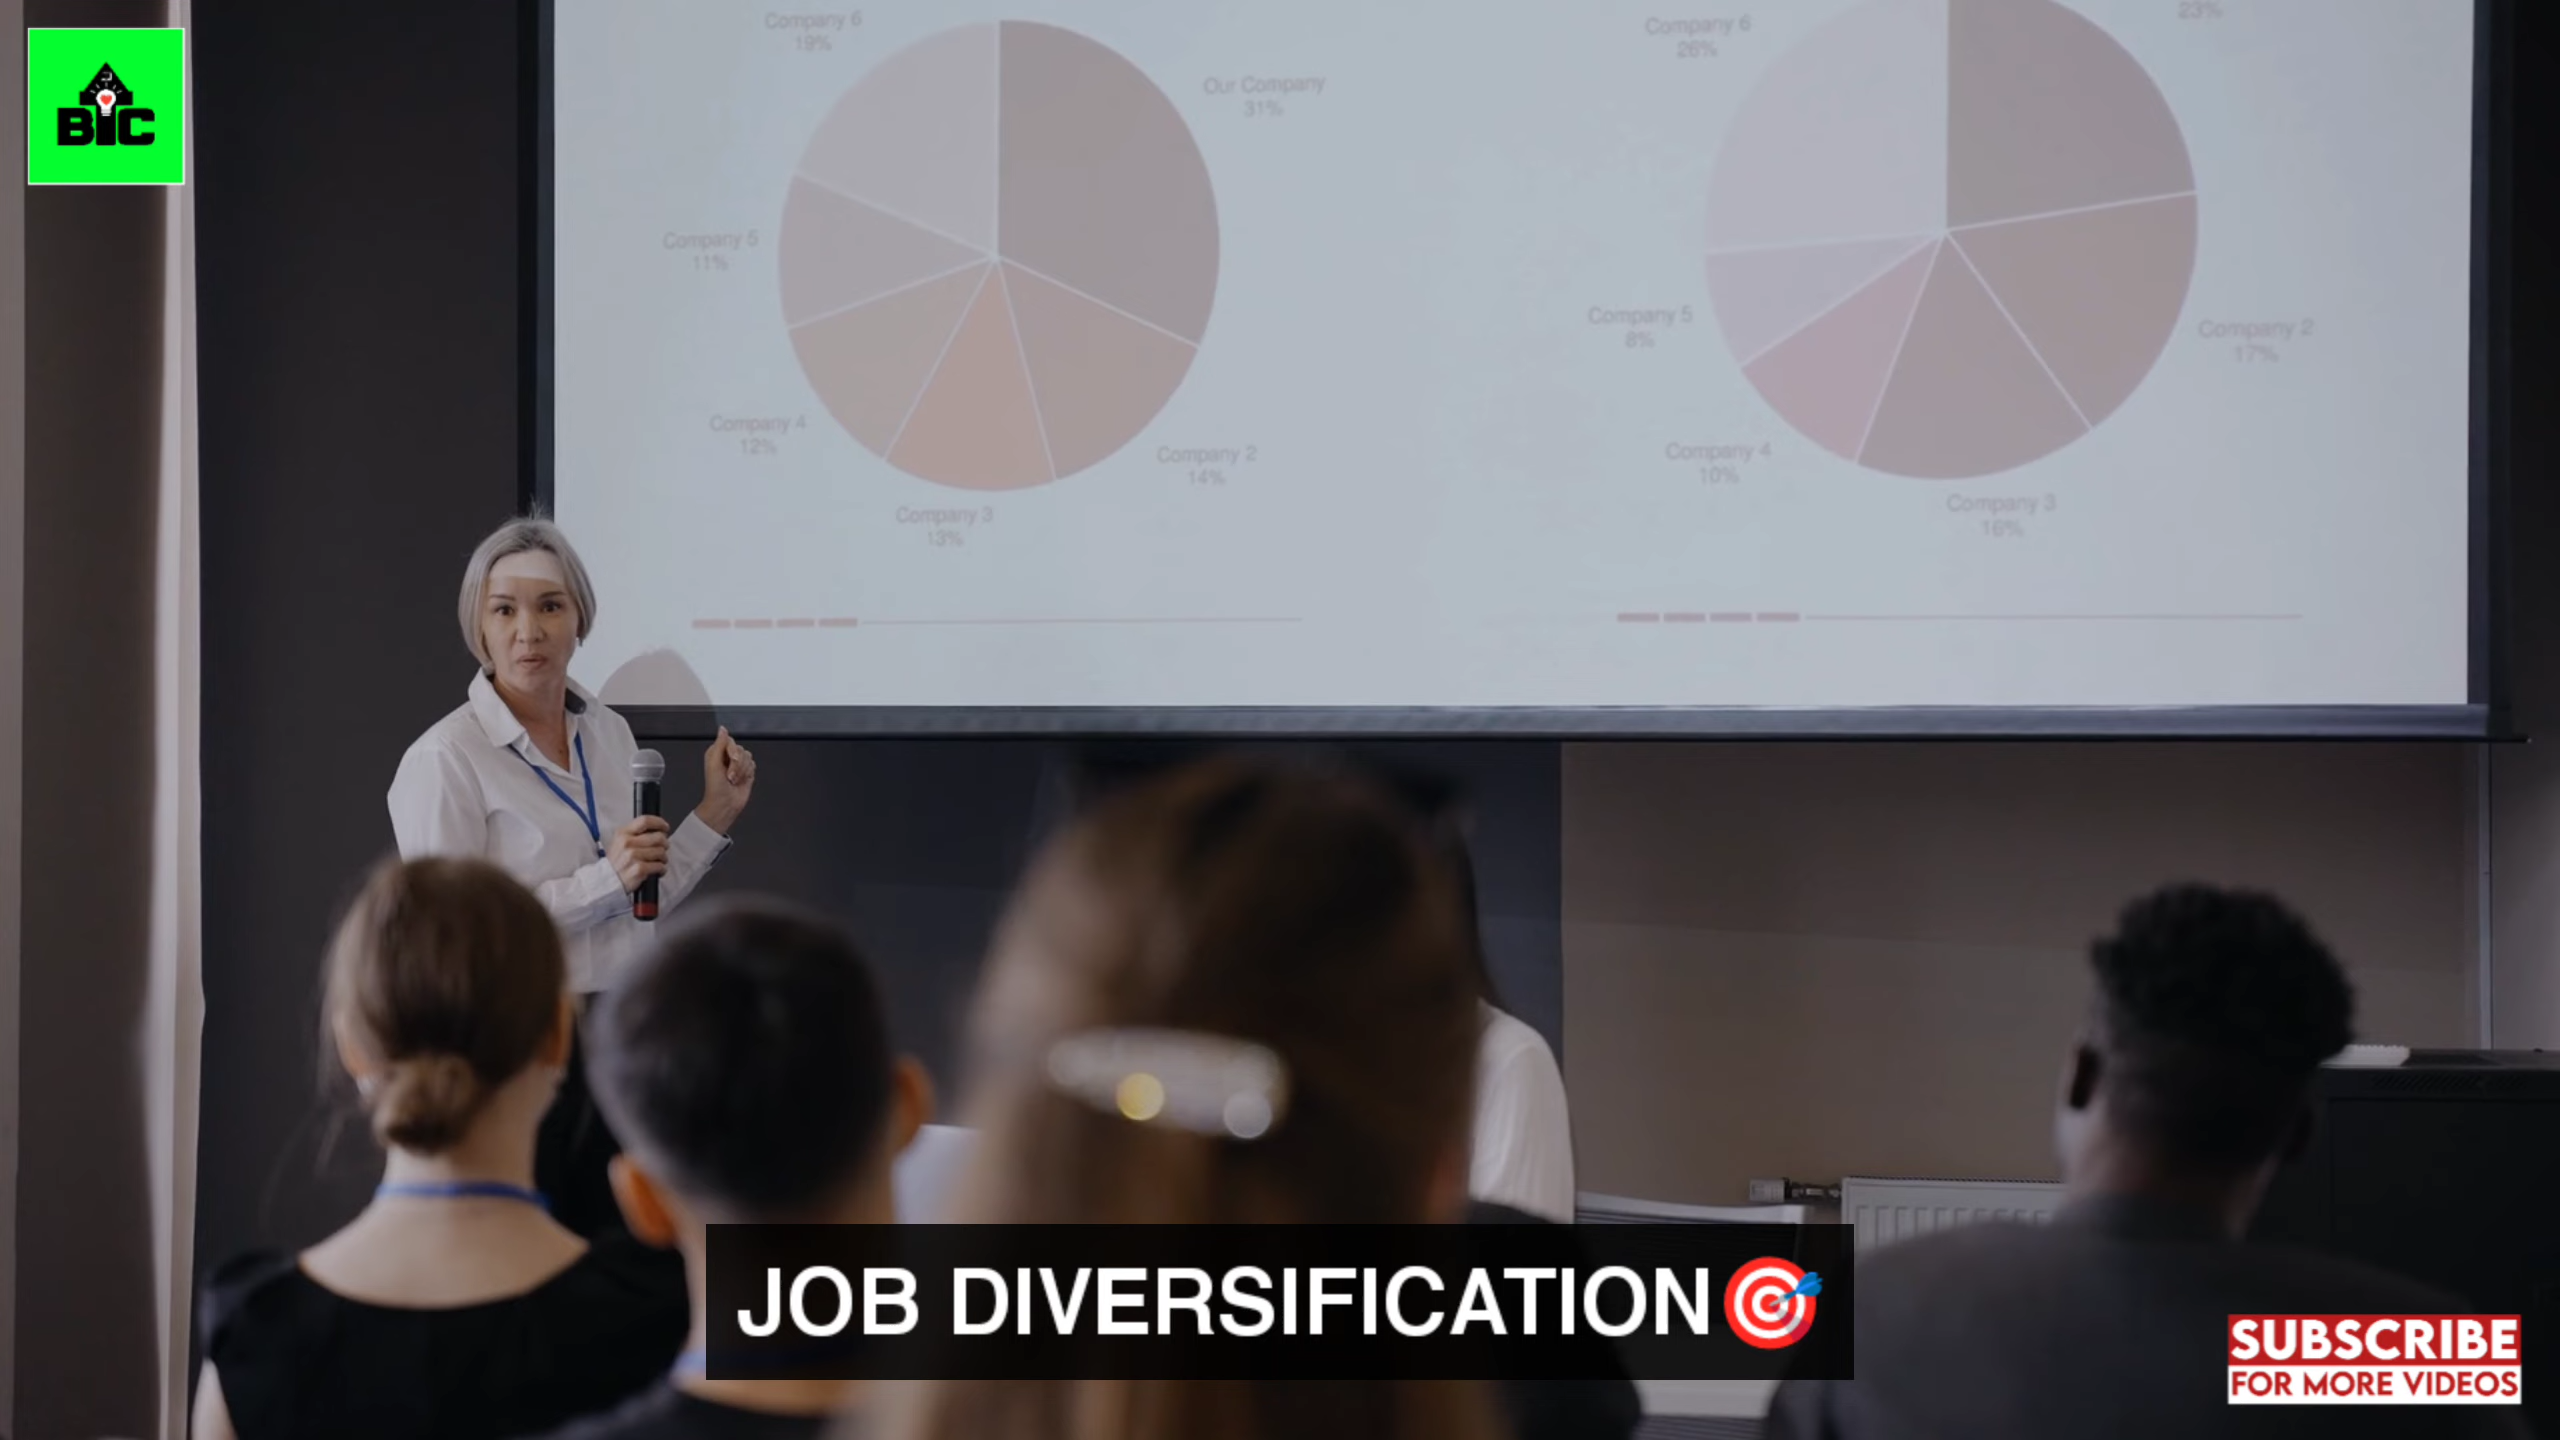 BIC
Company 6
19%
Our Company
31%
Company 5
11%
Company 4
12%
Company 3
13%
Company 2
14%
Company 6
26%
23%
Company 5
8%
Company 2
17%
Company 4
10%
Company 3
16%
JOB DIVERSIFICATION🎯
SUBSCRIBE
FOR MORE VIDEOS